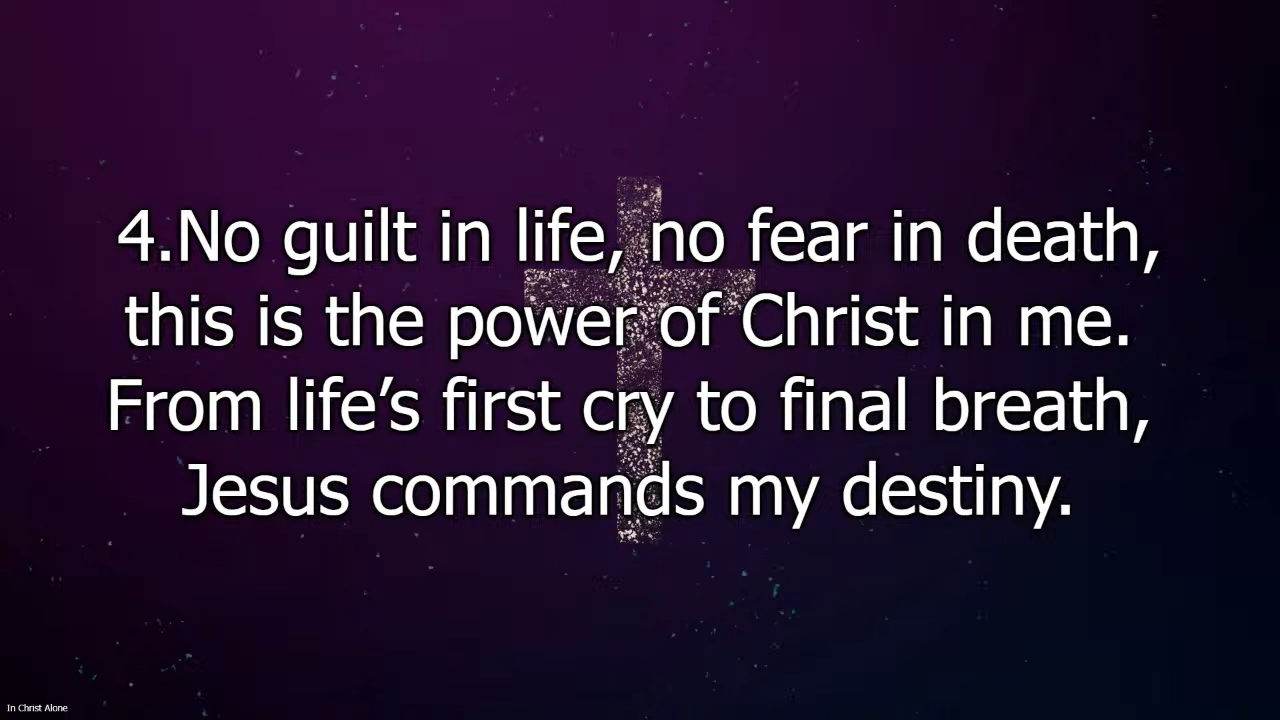 4.No guilt in life, no fear in death,
this is the power of Christ in me.
From life’s first cry to final breath,
Jesus commands my destiny.
In Christ Alone